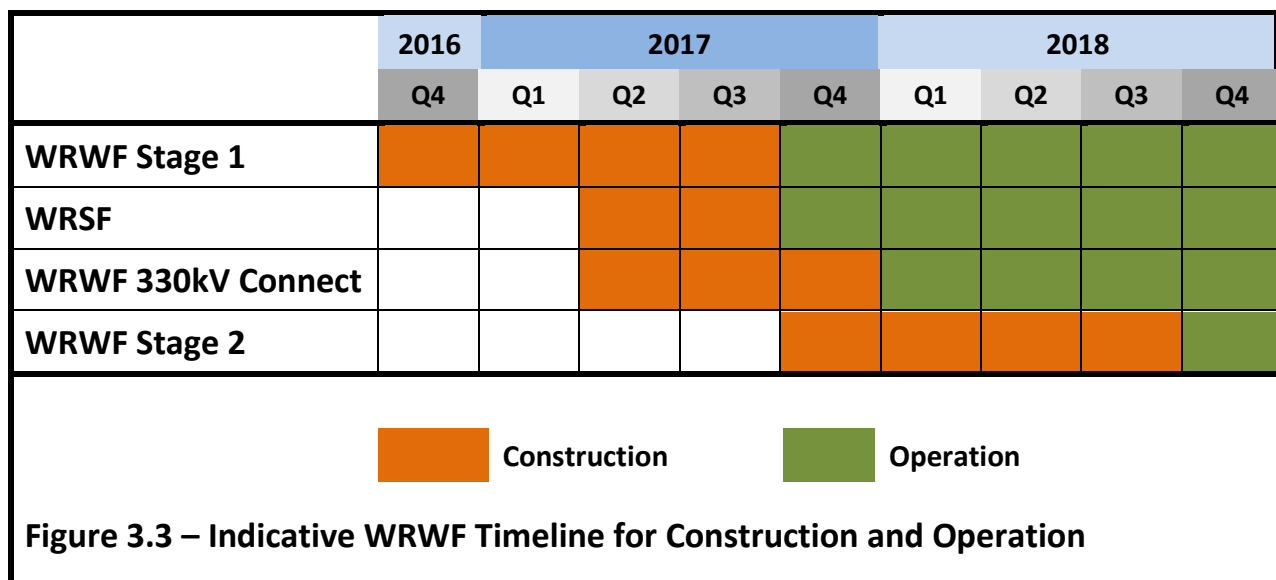 2016 2017 2018
Q4 Q1 Q2 Q3 Q4 Q1 Q2 Q3 Q4
WRWF Stage 1
WRSF
WRWF 330kV Connect
WRWF Stage 2
Construction Operation
Figure 3.3 – Indicative WRWF Timeline for Construction and Operation